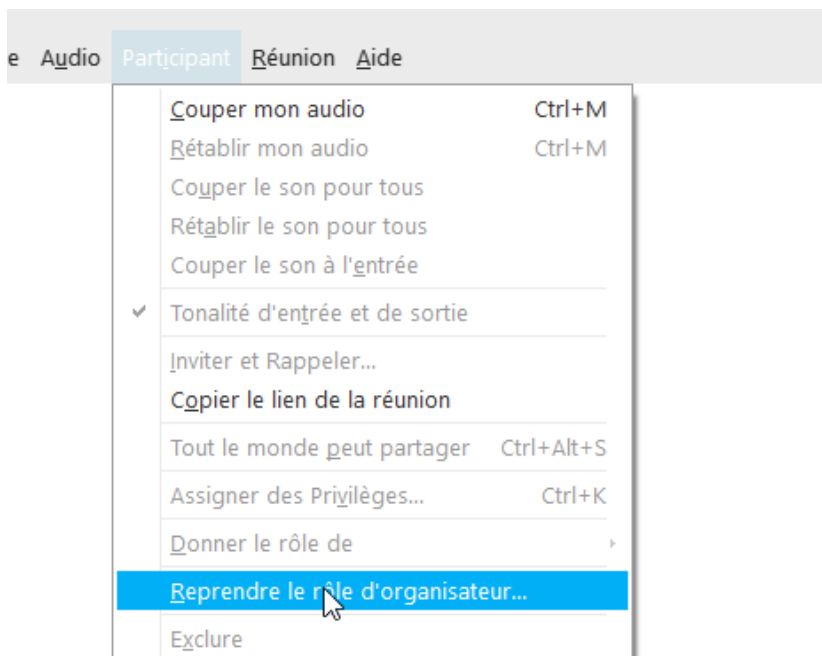 e Audio Participant Réunion Aide
Couper mon audio Ctrl+M
Rétablir mon audio Ctrl+M
Couper le son pour tous
Rétablir le son pour tous
Couper le son à l'entrée
Tonalité d'entrée et de sortie
Inviter et Rappeler...
Copier le lien de la réunion
Tout le monde peut partager Ctrl+Alt+S
Assigner des Privilèges... Ctrl+K
Donner le rôle de
Reprendre le rôle d'organisateur...
Exclure